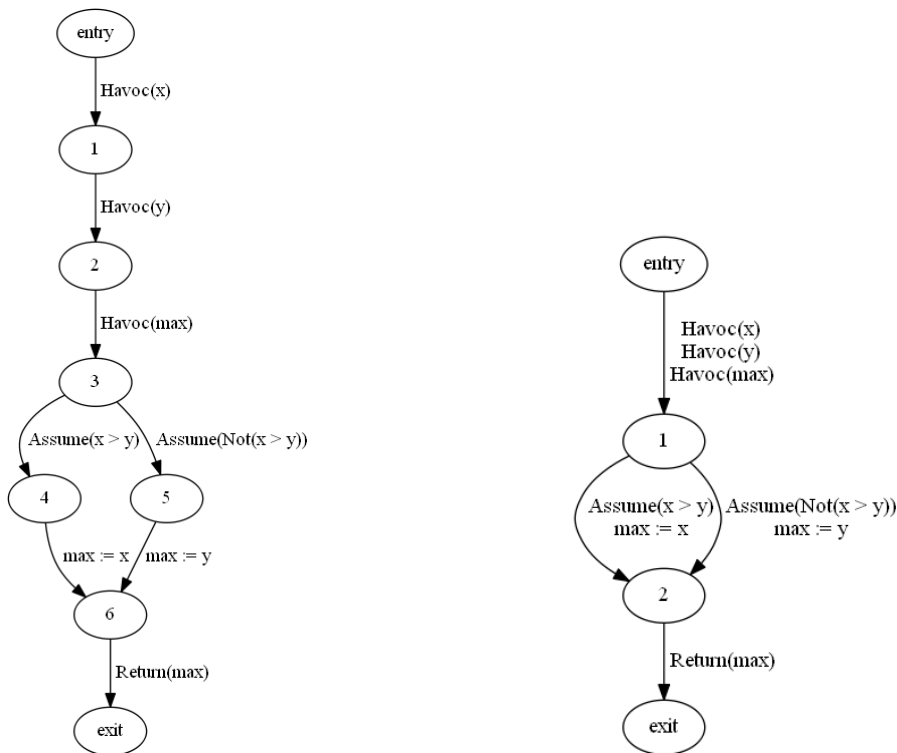 entry
Havoc(x)
1
Havoc(y)
2
Havoc(max)
3
Assume(x > y)
Assume(Not(x > y))
4
5
max := x
max := y
6
Return(max)
exit
entry
Havoc(x)
Havoc(y)
Havoc(max)
1
Assume(x > y)
max := x
Assume(Not(x > y))
max := y
2
Return(max)
exit